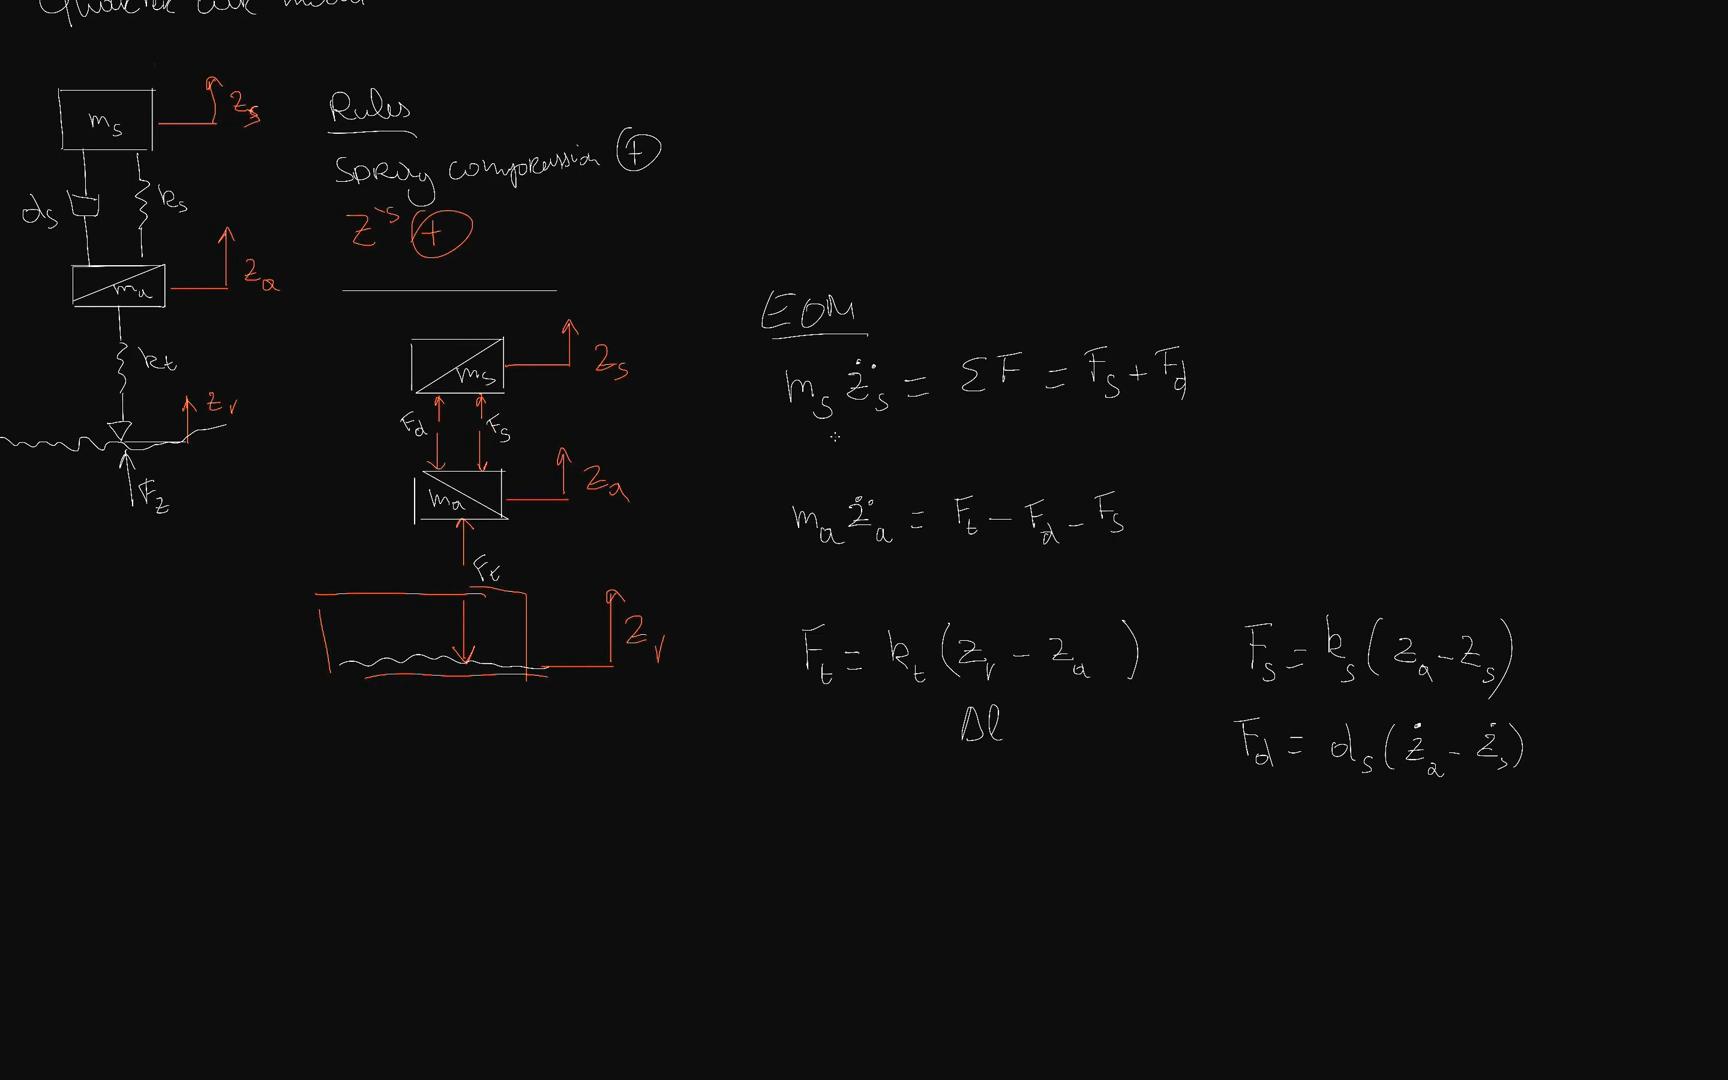 m_s
z_s
d_s
k_s
m_a
z_a
k_t
z_r
F_z
Rules
Spring compression (+)
z's (+)
m_s
z_s
F_d
F_s
m_a
z_a
F_t
z_r
EOM
m_s z̈_s = ΣF = F_s + F_d
m_a z̈_a = F_t - F_d - F_s
F_t = k_t (z_r - z_a )
Δl
F_s = k_s (z_a - z_s)
F_d = d_s (ż_a - ż_s)